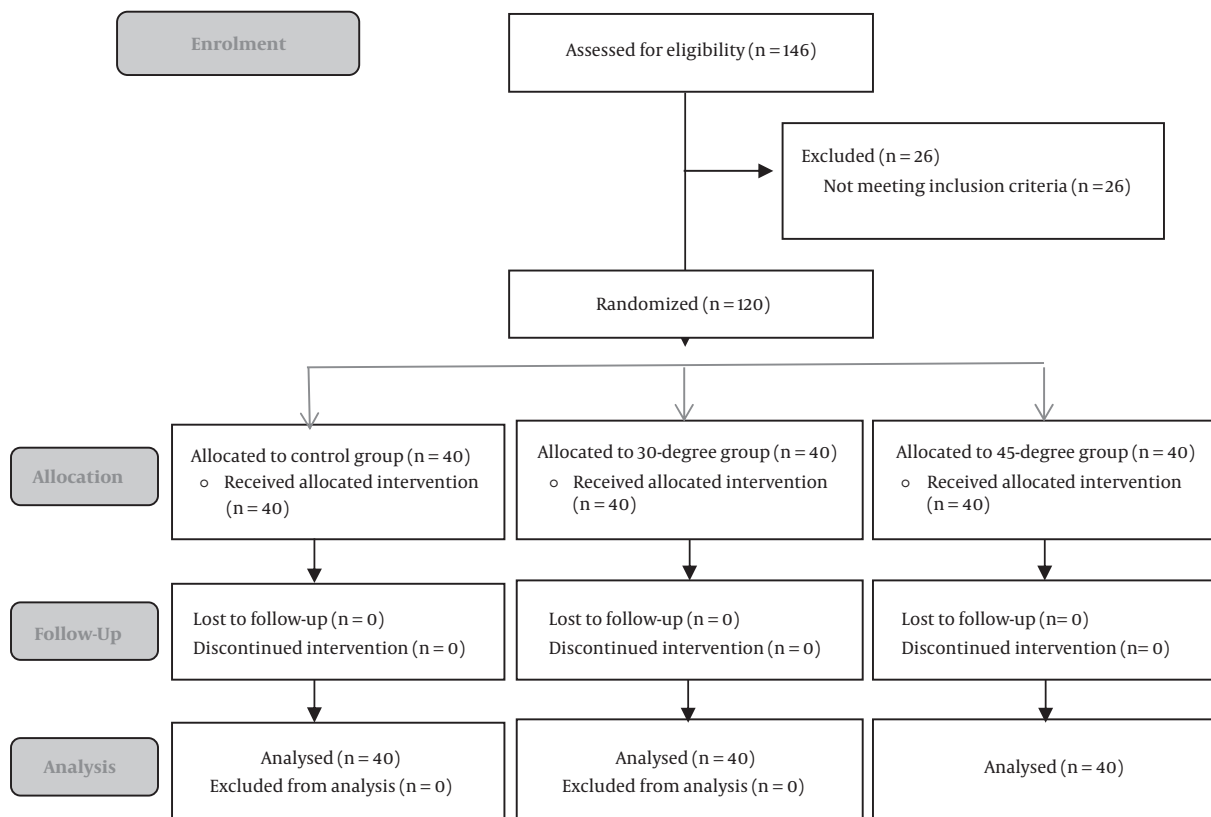 Enrolment
Assessed for eligibility (n = 146)
Excluded (n = 26)
Not meeting inclusion criteria (n = 26)
Randomized (n = 120)
Allocation
Allocated to control group (n = 40)
○ Received allocated intervention
(n = 40)
Allocated to 30-degree group (n = 40)
○ Received allocated intervention
(n = 40)
Allocated to 45-degree group (n = 40)
○ Received allocated intervention
(n = 40)
Follow-Up
Lost to follow-up (n = 0)
Discontinued intervention (n = 0)
Lost to follow-up (n = 0)
Discontinued intervention (n = 0)
Lost to follow-up (n= 0)
Discontinued intervention (n= 0)
Analysis
Analysed (n = 40)
Excluded from analysis (n = 0)
Analysed (n = 40)
Excluded from analysis (n = 0)
Analysed (n = 40)